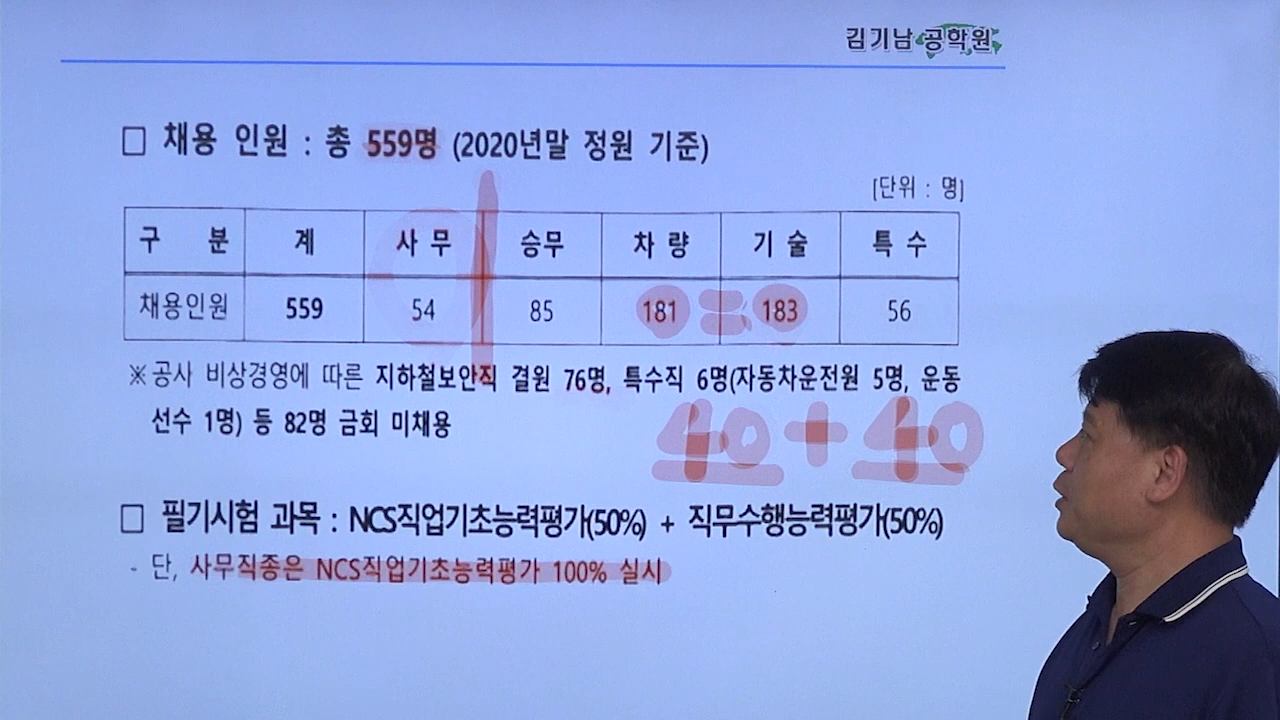 김기남 공학원
□ 채용 인원 : 총 559명 (2020년말 정원 기준)
[단위 : 명]
구 분 계 사 무 승무 차 량 기 술 특 수
채용인원 559 54 85 181 = 183 56
※ 공사 비상경영에 따른 지하철보안직 결원 76명, 특수직 6명(자동차운전원 5명, 운동
선수 1명) 등 82명 금회 미채용
40 + 40
□ 필기시험 과목 : NCS직업기초능력평가(50%) + 직무수행능력평가(50%)
- 단, 사무직종은 NCS직업기초능력평가 100% 실시